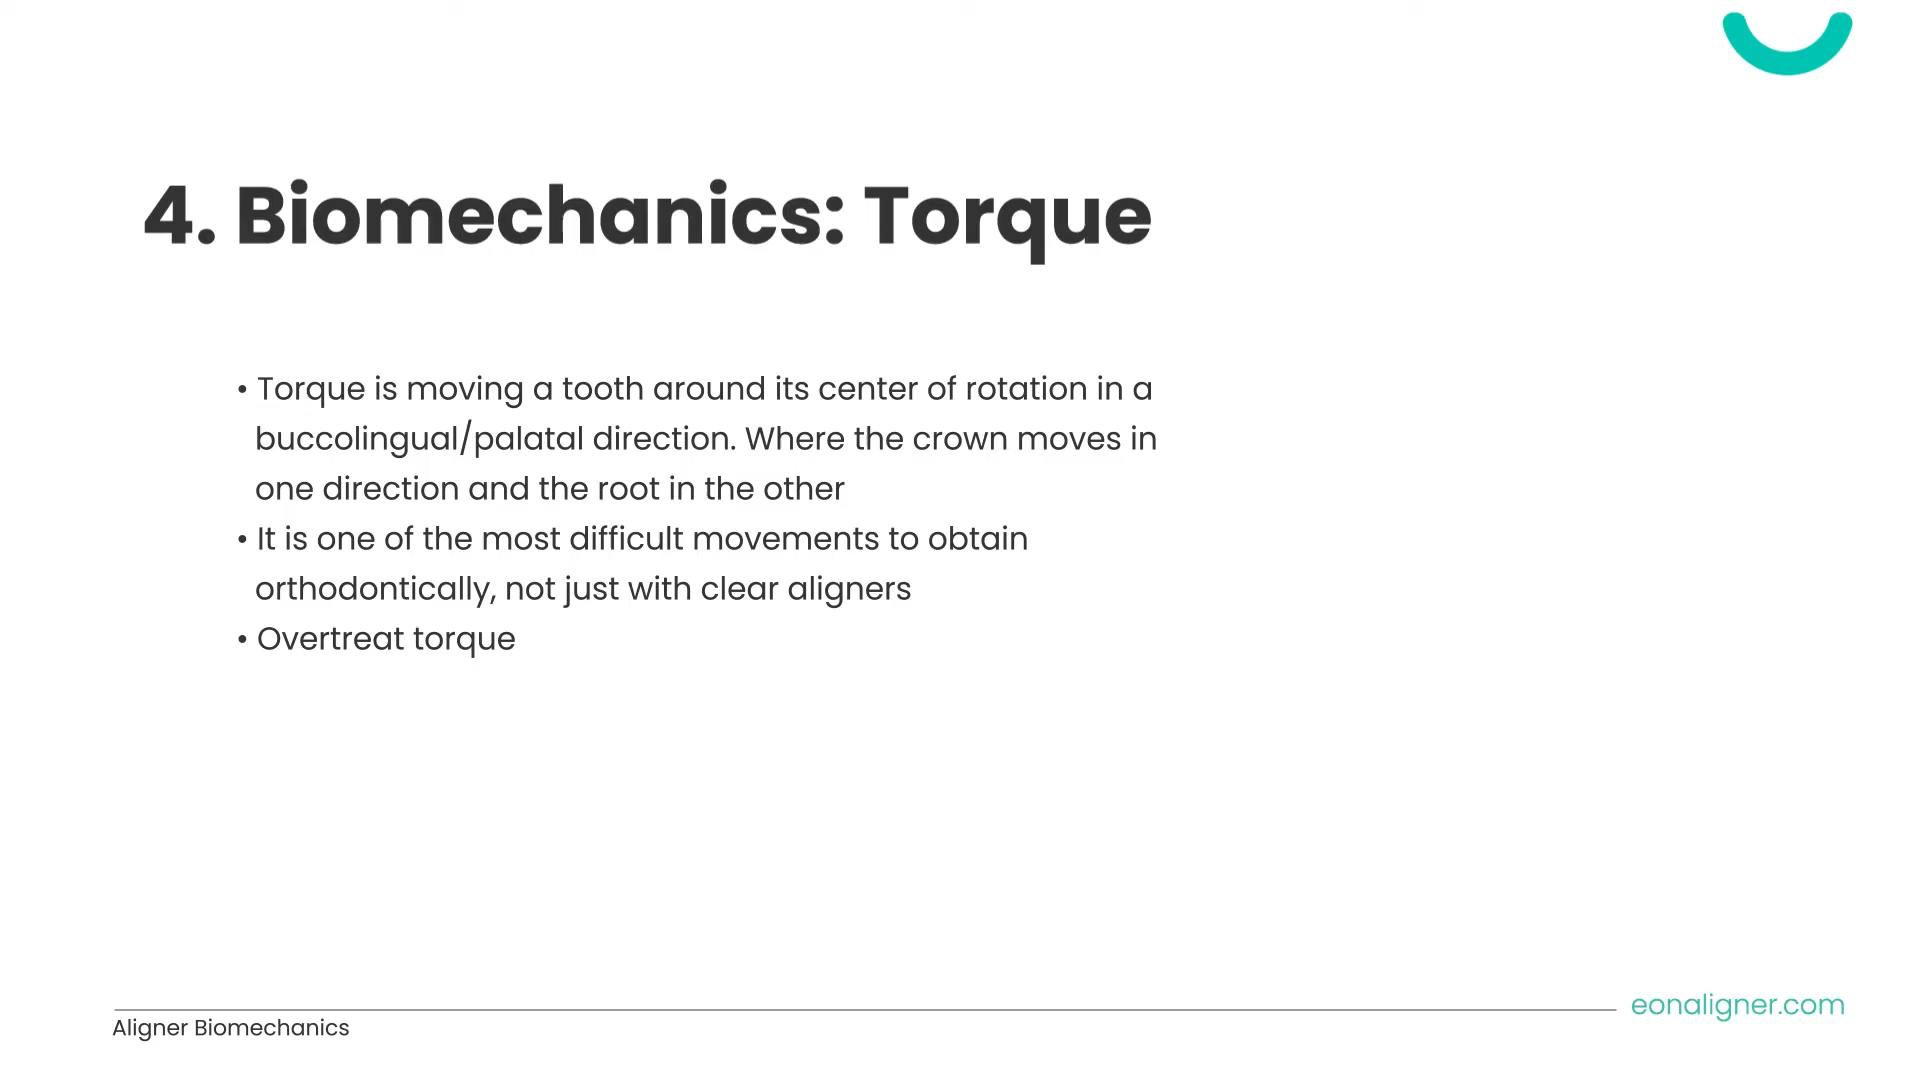 4. Biomechanics: Torque
• Torque is moving a tooth around its center of rotation in a
buccolingual/palatal direction. Where the crown moves in
one direction and the root in the other
• It is one of the most difficult movements to obtain
orthodontically, not just with clear aligners
• Overtreat torque
eonaligner.com
Aligner Biomechanics